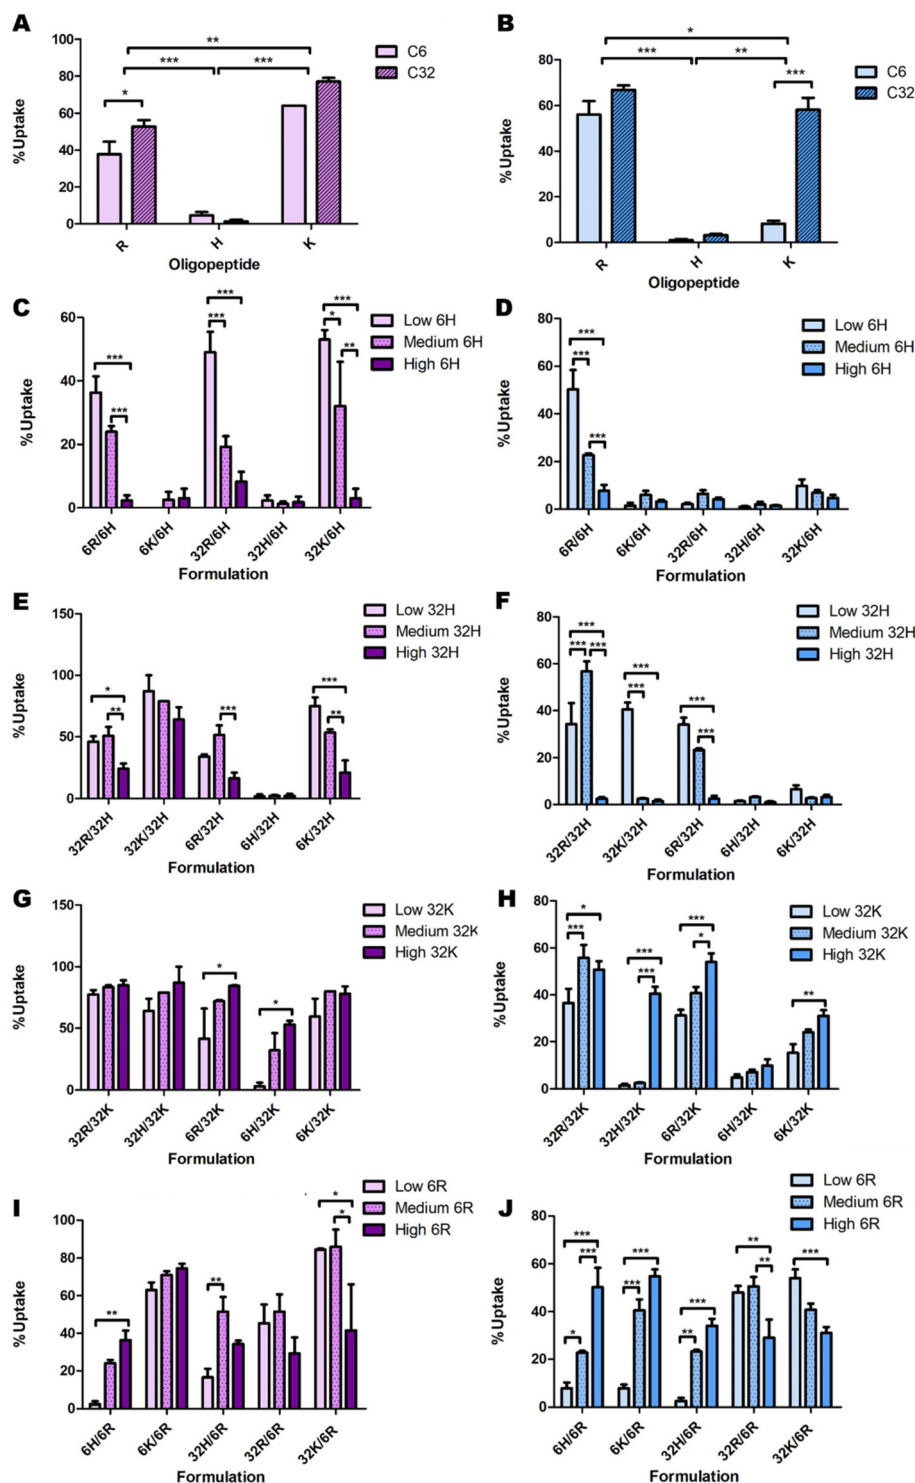 A
B
100
80
60
40
20
0
%Uptake
**
***
***
*
C6
C32
R
H
K
Oligopeptide
80
60
40
20
0
%Uptake
*
***
**
***
C6
C32
R
H
K
Oligopeptide
C
D
60
40
20
0
%Uptake
***
***
***
***
***
*
**
Low 6H
Medium 6H
High 6H
6R/6H
6K/6H
32R/6H
32H/6H
32K/6H
Formulation
80
60
40
20
0
%Uptake
***
***
***
Low 6H
Medium 6H
High 6H
6R/6H
6K/6H
32R/6H
32H/6H
32K/6H
Formulation
E
F
150
100
50
0
%Uptake
*
**
***
***
**
Low 32H
Medium 32H
High 32H
32R/32H
32K/32H
6R/32H
6H/32H
6K/32H
Formulation
80
60
40
20
0
%Uptake
***
*** ***
***
***
***
***
Low 32H
Medium 32H
High 32H
32R/32H
32K/32H
6R/32H
6H/32H
6K/32H
Formulation
G
H
150
100
50
0
%Uptake
*
*
Low 32K
Medium 32K
High 32K
32R/32K
32H/32K
6R/32K
6H/32K
6K/32K
Formulation
80
60
40
20
0
%Uptake
*
***
***
***
***
*
**
Low 32K
Medium 32K
High 32K
32R/32K
32H/32K
6R/32K
6H/32K
6K/32K
Formulation
I
J
100
80
60
40
20
0
%Uptake
**
**
*
*
Low 6R
Medium 6R
High 6R
6H/6R
6K/6R
32H/6R
32R/6R
32K/6R
Formulation
80
60
40
20
0
%Uptake
***
***
*
***
***
***
**
**
**
***
Low 6R
Medium 6R
High 6R
6H/6R
6K/6R
32H/6R
32R/6R
32K/6R
Formulation